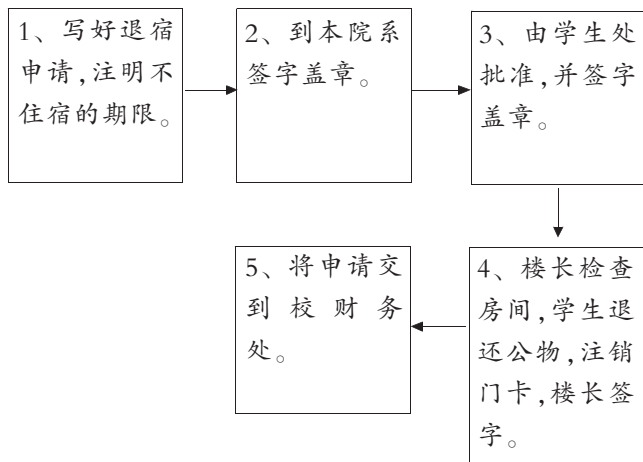 1、写好退宿
申请,注明不
住宿的期限。
2、到本院系
签字盖章。
3、由学生处
批准,并签字
盖章。
4、楼长检查
房间,学生退
还公物,注销
门卡,楼长签
字。
5、将申请交
到校财务
处。